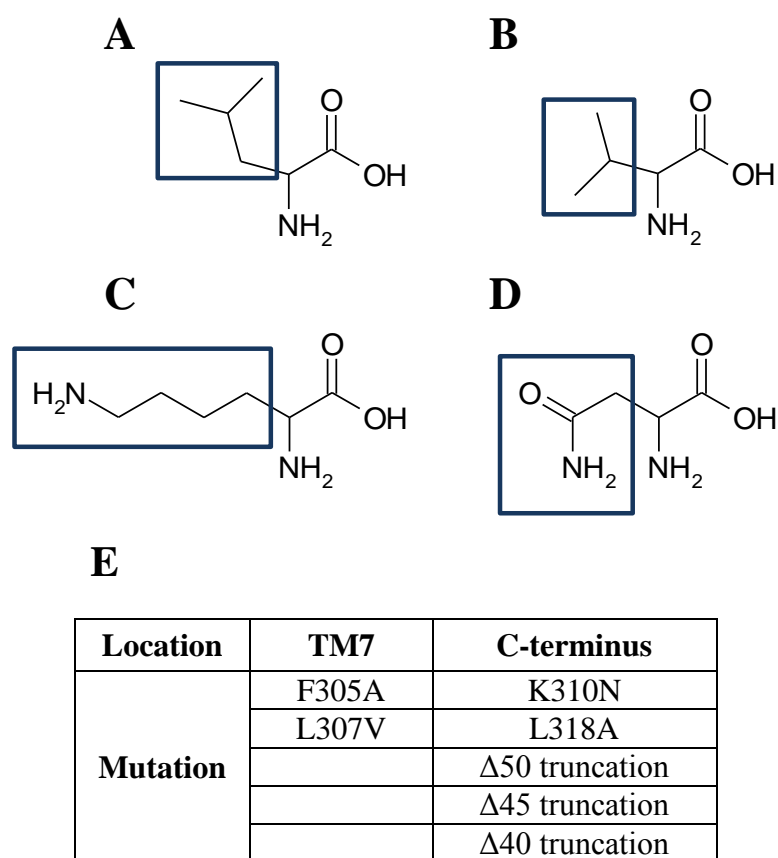 A B
O O
OH OH
NH2 NH2
C D
O O
H2N O
OH OH
NH2 NH2 NH2
E
Location TM7 C-terminus
F305A K310N
L307V L318A
Mutation Δ50 truncation
Δ45 truncation
Δ40 truncation